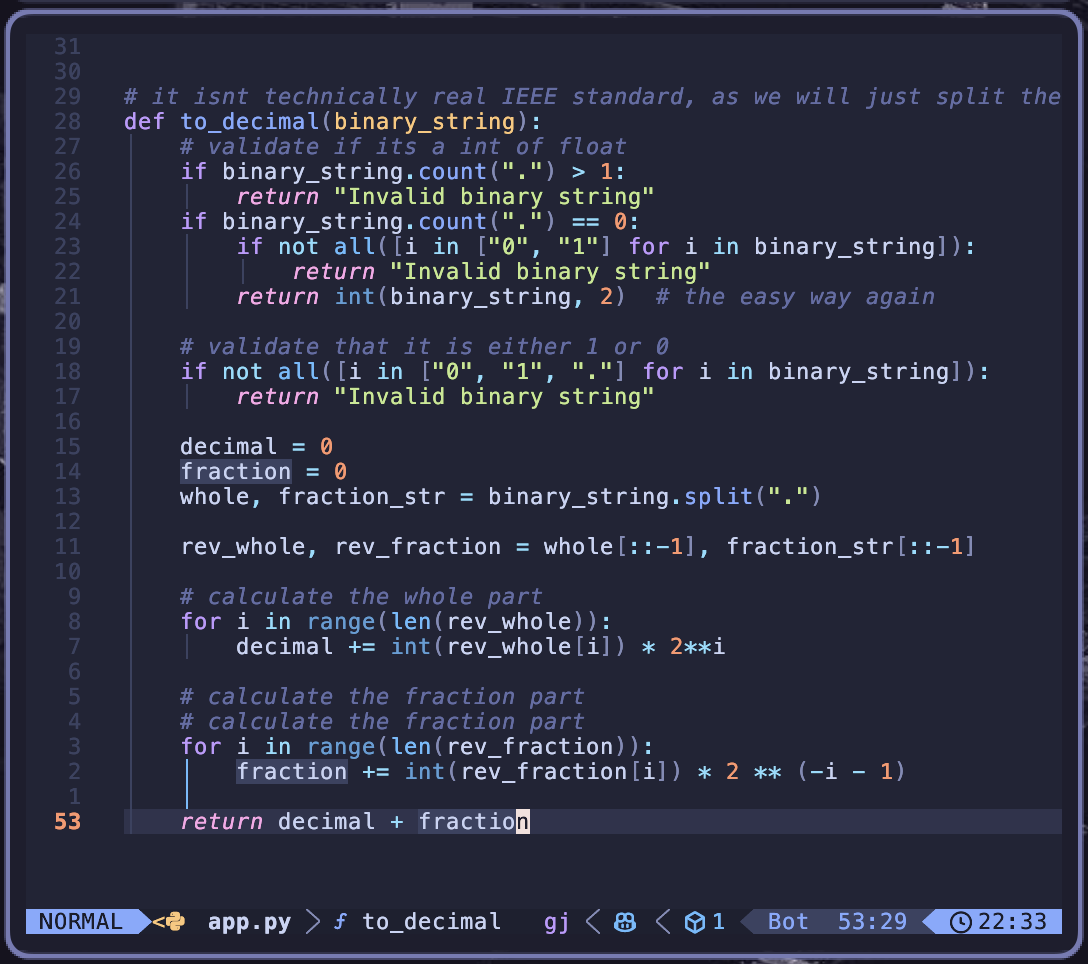 31
30
29 # it isnt technically real IEEE standard, as we will just split the
28 def to_decimal(binary_string):
27     # validate if its a int of float
26     if binary_string.count(".") > 1:
25         return "Invalid binary string"
24     if binary_string.count(".") == 0:
23         if not all([i in ["0", "1"] for i in binary_string]):
22             return "Invalid binary string"
21         return int(binary_string, 2)  # the easy way again
20
19     # validate that it is either 1 or 0
18     if not all([i in ["0", "1", "."] for i in binary_string]):
17         return "Invalid binary string"
16
15     decimal = 0
14     fraction = 0
13     whole, fraction_str = binary_string.split(".")
12
11     rev_whole, rev_fraction = whole[::-1], fraction_str[::-1]
10
9     # calculate the whole part
8     for i in range(len(rev_whole)):
7         decimal += int(rev_whole[i]) * 2**i
6
5     # calculate the fraction part
4     # calculate the fraction part
3     for i in range(len(rev_fraction)):
2         fraction += int(rev_fraction[i]) * 2 ** (-i - 1)
1
53     return decimal + fraction
NORMAL < app.py > f to_decimal gj < < 1 Bot 53:29 22:33